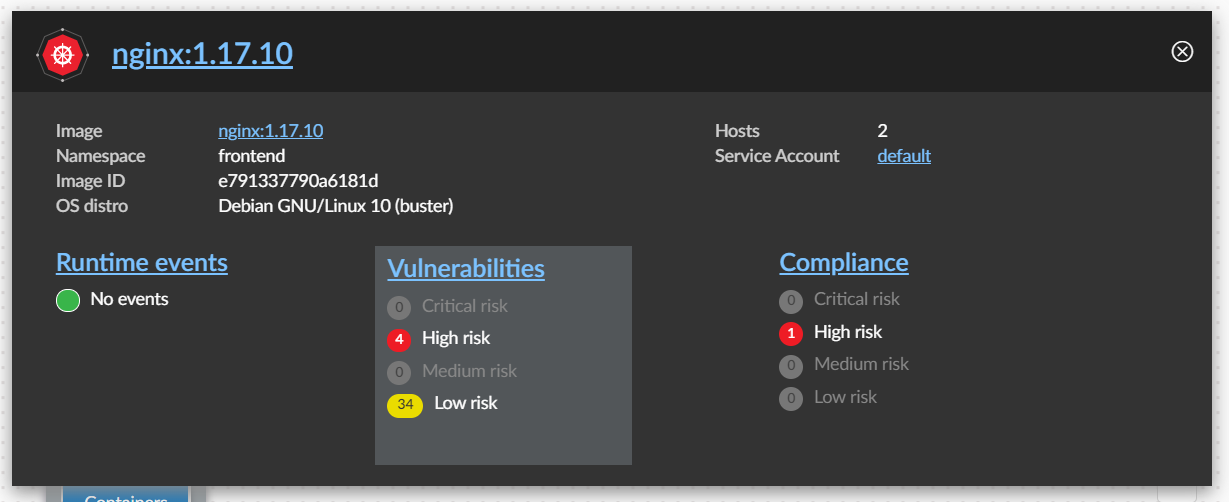 nginx:1.17.10
Image nginx:1.17.10
Namespace frontend
Image ID e791337790a6181d
OS distro Debian GNU/Linux 10 (buster)
Hosts 2
Service Account default
Runtime events
No events
Vulnerabilities
0 Critical risk
4 High risk
0 Medium risk
34 Low risk
Compliance
0 Critical risk
1 High risk
0 Medium risk
0 Low risk
Containers